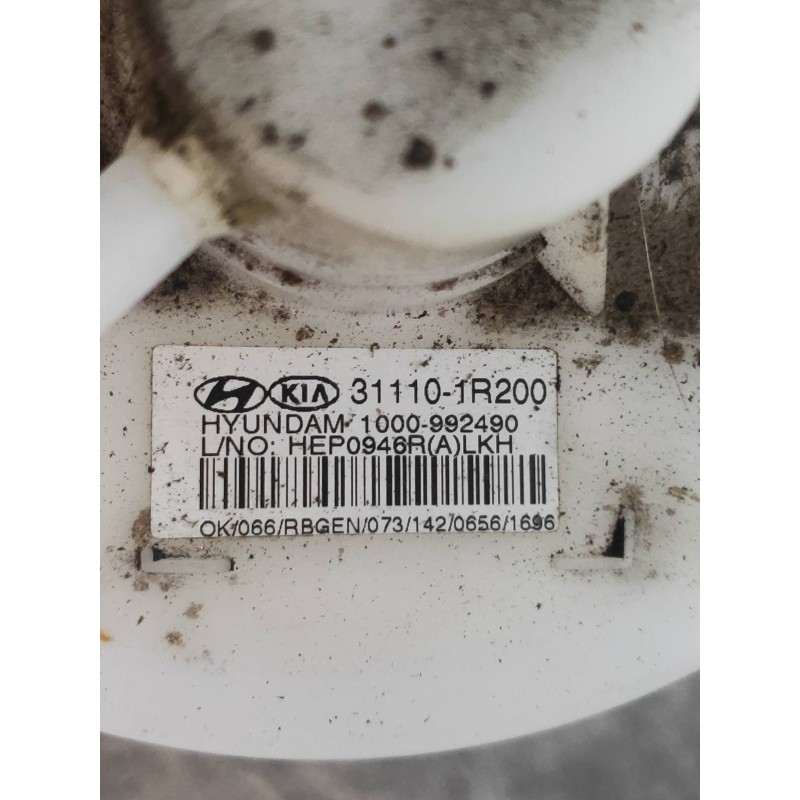 KIA 31110-1R200
HYUNDAM 1000-992490
L/NO: HEP0946R(A)LKH
OK/066/RBGEN/073/142/0656/1696